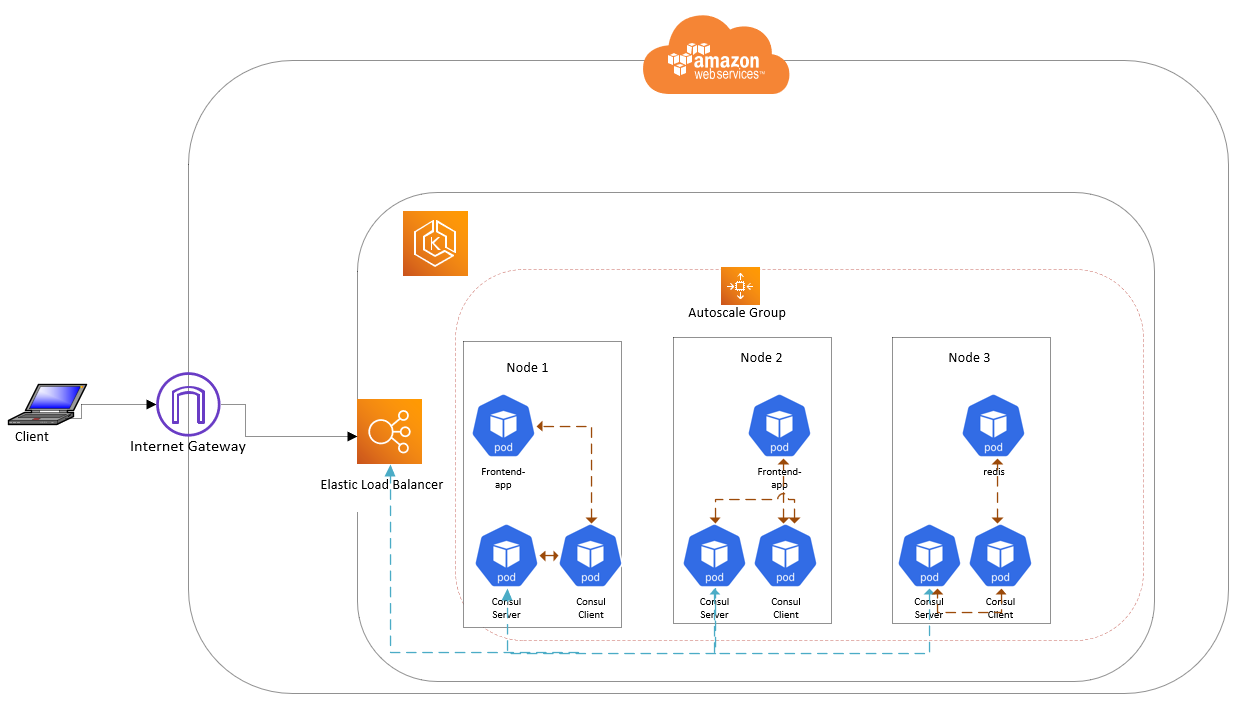 amazon
webservices™
K
Autoscale Group
Node 1
Node 2
Node 3
pod
Frontend-
app
pod
Frontend-
app
pod
redis
Client
Internet Gateway
Elastic Load Balancer
pod
Consul
Server
pod
Consul
Client
pod
Consul
Server
pod
Consul
Client
pod
Consul
Server
pod
Consul
Client